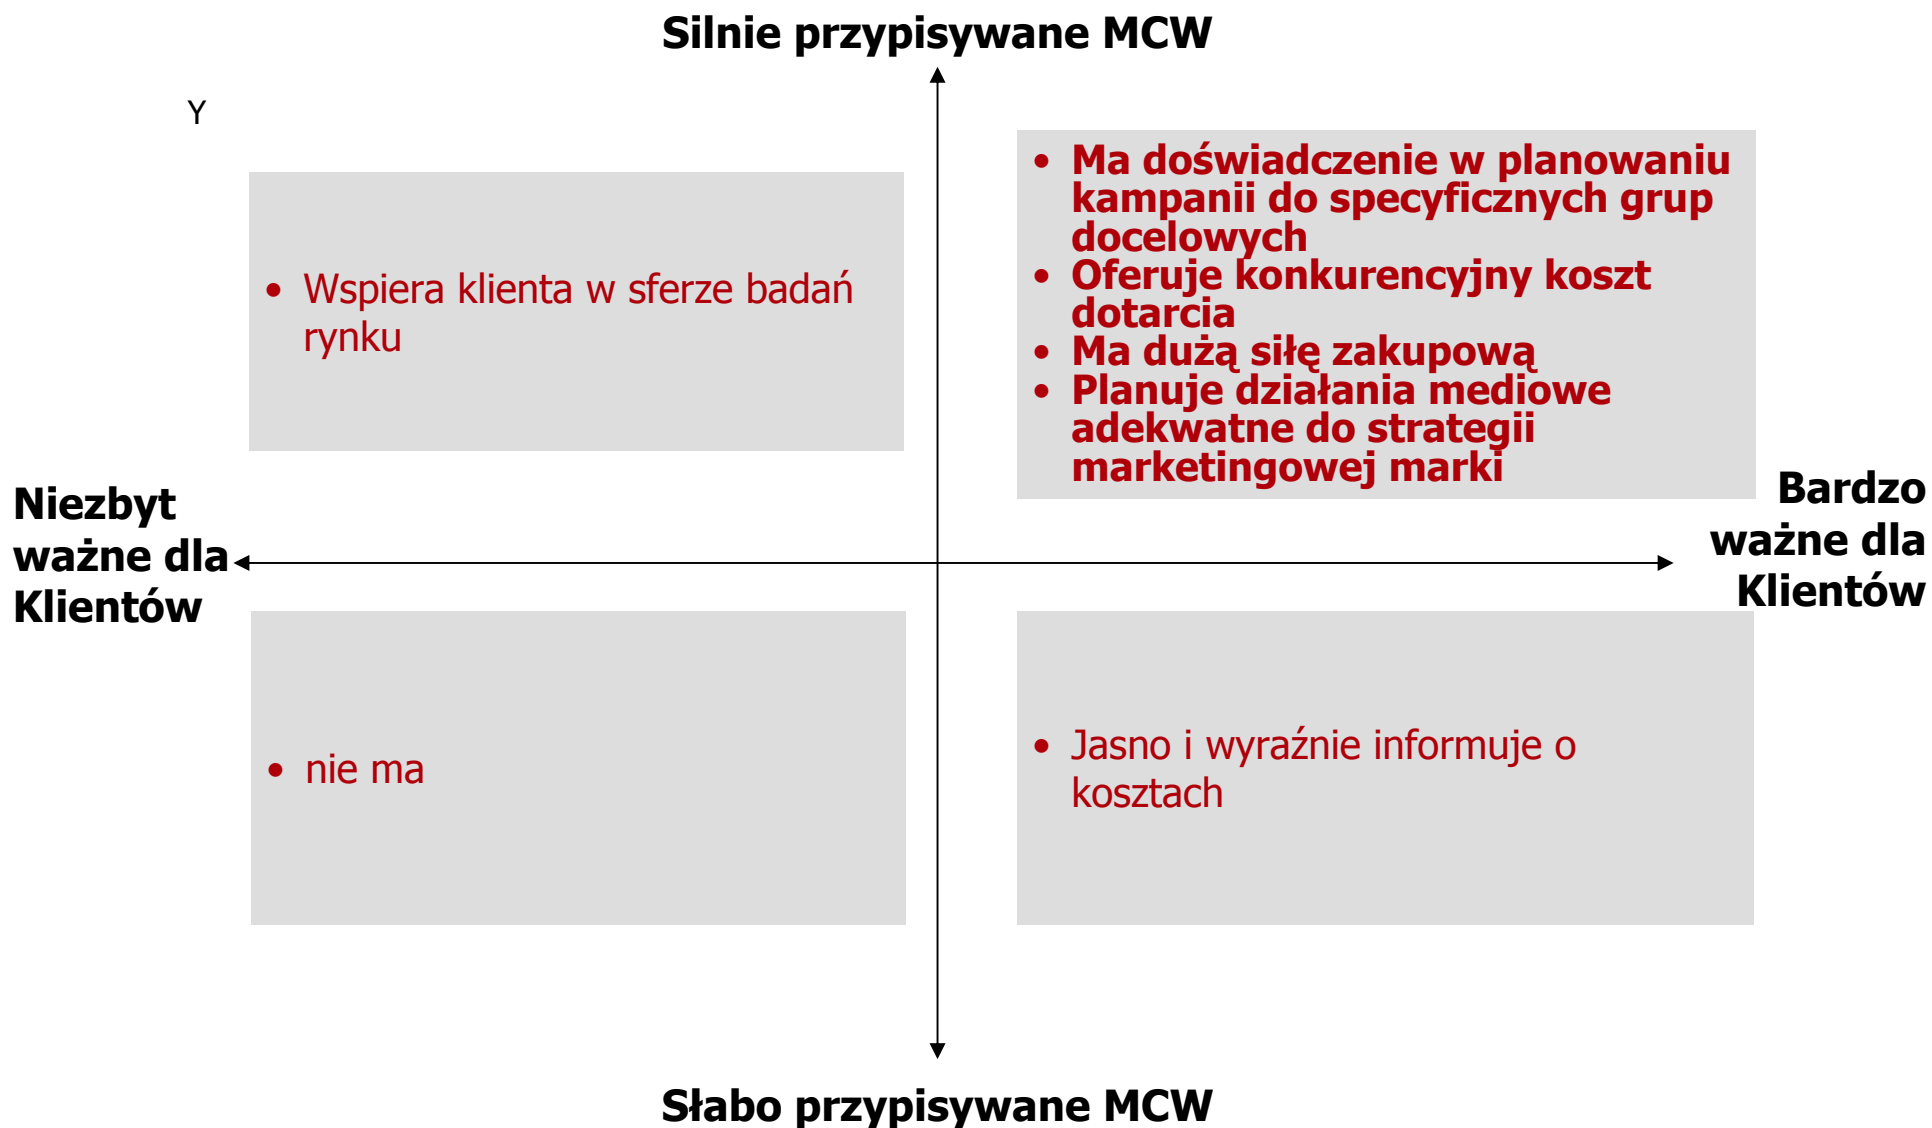 Silnie przypisywane MCW
Y
• Wspiera klienta w sferze badań
rynku
• Ma doświadczenie w planowaniu
kampanii do specyficznych grup
docelowych
• Oferuje konkurencyjny koszt
dotarcia
• Ma dużą siłę zakupową
• Planuje działania mediowe
adekwatne do strategii
marketingowej marki
Niezbyt
ważne dla
Klientów
Bardzo
ważne dla
Klientów
• nie ma
• Jasno i wyraźnie informuje o
kosztach
Słabo przypisywane MCW